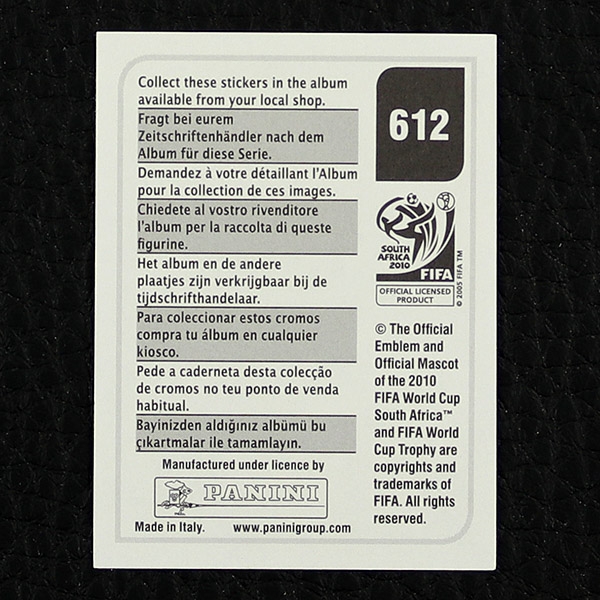 Collect these stickers in the album
available from your local shop.
Fragt bei eurem
Zeitschriftenhändler nach dem
Album für diese Serie.
Demandez à votre détaillant l'Album
pour la collection de ces images.
Chiedete al vostro rivenditore
l'album per la raccolta di queste
figurine.
Het album en de andere
plaatjes zijn verkrijgbaar bij de
tijdschrifthandelaar.
Para coleccionar estos cromos
compra tu álbum en cualquier
kiosco.
Pede a caderneta desta colecção
de cromos no teu ponto de venda
habitual.
Bayinizden aldığınız albümü bu
çıkartmalar ile tamamlayın.
Manufactured under licence by
PANINI
Made in Italy. www.paninigroup.com
612
SOUTH
AFRICA
2010
FIFA
OFFICIAL LICENSED
PRODUCT
© 2005 FIFA TM
© The Official
Emblem and
Official Mascot
of the 2010
FIFA World Cup
South Africa™
and FIFA World
Cup Trophy are
copyrights and
trademarks of
FIFA. All rights
reserved.